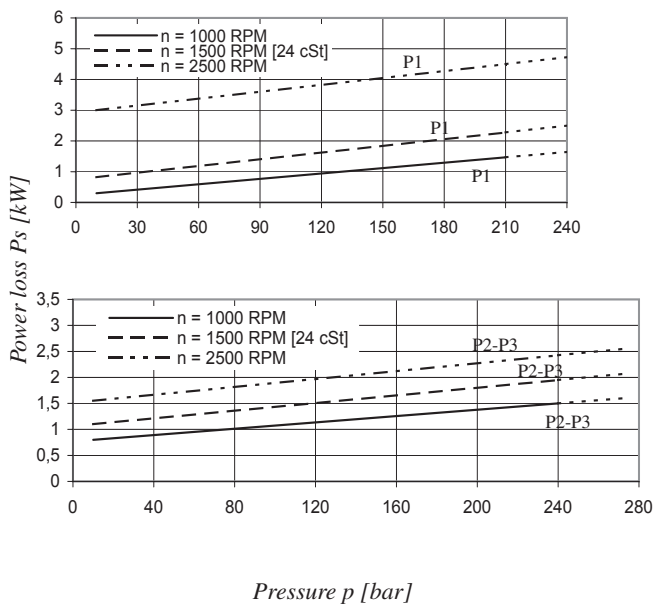 Power loss Ps [kW]
6
5
4
3
2
1
0
n = 1000 RPM
n = 1500 RPM [24 cSt]
n = 2500 RPM
P1
P1
P1
0 30 60 90 120 150 180 210 240
3,5
3
2,5
2
1,5
1
0,5
0
n = 1000 RPM
n = 1500 RPM [24 cSt]
n = 2500 RPM
P2-P3
P2-P3
P2-P3
0 40 80 120 160 200 240 280
Pressure p [bar]